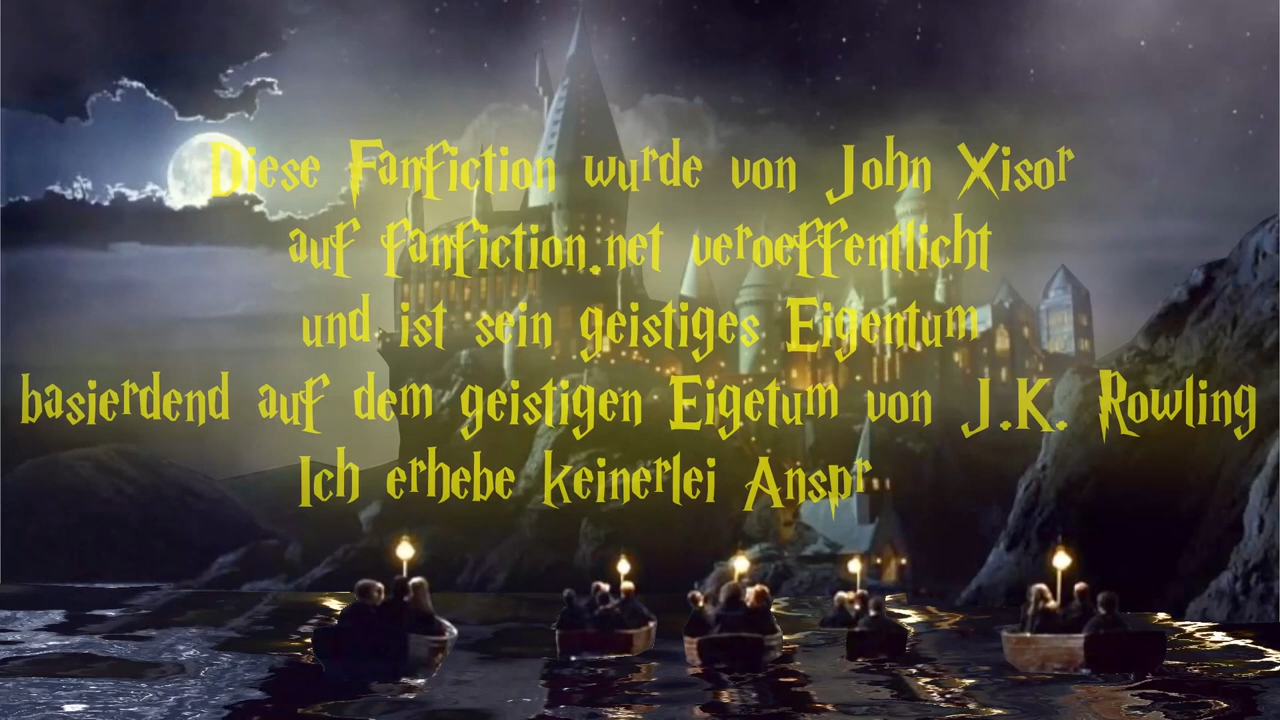 Diese Fanfiction wurde von John Xisor
auf fanfiction.net veroeffentlicht
und ist sein geistiges Eigentum
basierdend auf dem geistigen Eigetum von J.K. Rowling
Ich erhebe keinerlei Anspr